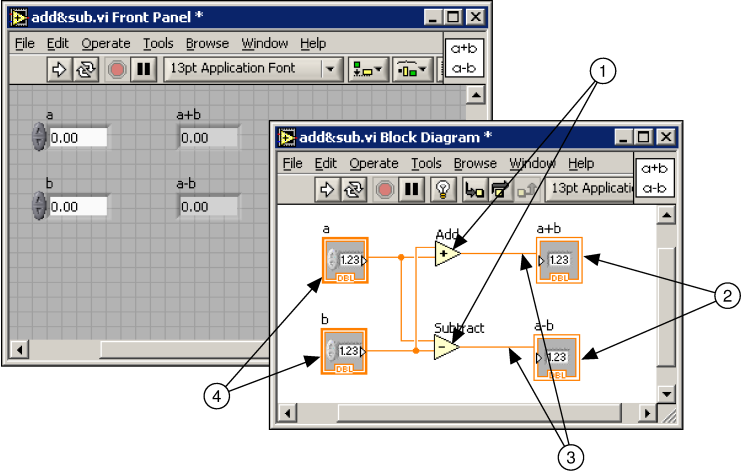 add&sub.vi Front Panel *
File Edit Operate Tools Browse Window Help
13pt Application Font
a+b
a-b
a
0.00
a+b
0.00
b
0.00
a-b
0.00
add&sub.vi Block Diagram *
File Edit Operate Tools Browse Window Help
13pt Applicati
a+b
a-b
a
1.23
DBL
Add
+
a+b
1.23
DBL
b
1.23
DBL
Subtract
-
a-b
1.23
DBL
1
2
3
4